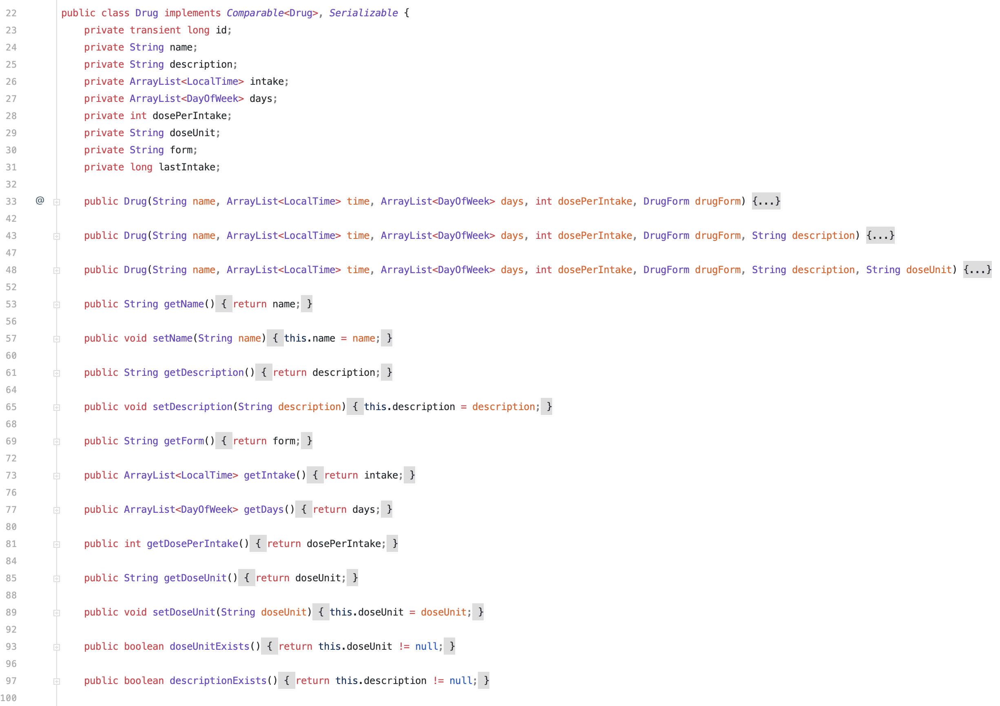 22 public class Drug implements Comparable<Drug>, Serializable {
23 private transient long id;
24 private String name;
25 private String description;
26 private ArrayList<LocalTime> intake;
27 private ArrayList<DayOfWeek> days;
28 private int dosePerIntake;
29 private String doseUnit;
30 private String form;
31 private long lastIntake;
32
33 @ public Drug(String name, ArrayList<LocalTime> time, ArrayList<DayOfWeek> days, int dosePerIntake, DrugForm drugForm) {...}
42
43 public Drug(String name, ArrayList<LocalTime> time, ArrayList<DayOfWeek> days, int dosePerIntake, DrugForm drugForm, String description) {...}
47
48 public Drug(String name, ArrayList<LocalTime> time, ArrayList<DayOfWeek> days, int dosePerIntake, DrugForm drugForm, String description, String doseUnit) {...}
52
53 public String getName() { return name; }
56
57 public void setName(String name) { this.name = name; }
60
61 public String getDescription() { return description; }
64
65 public void setDescription(String description) { this.description = description; }
68
69 public String getForm() { return form; }
72
73 public ArrayList<LocalTime> getIntake() { return intake; }
76
77 public ArrayList<DayOfWeek> getDays() { return days; }
80
81 public int getDosePerIntake() { return dosePerIntake; }
84
85 public String getDoseUnit() { return doseUnit; }
88
89 public void setDoseUnit(String doseUnit) { this.doseUnit = doseUnit; }
92
93 public boolean doseUnitExists() { return this.doseUnit != null; }
96
97 public boolean descriptionExists() { return this.description != null; }
100